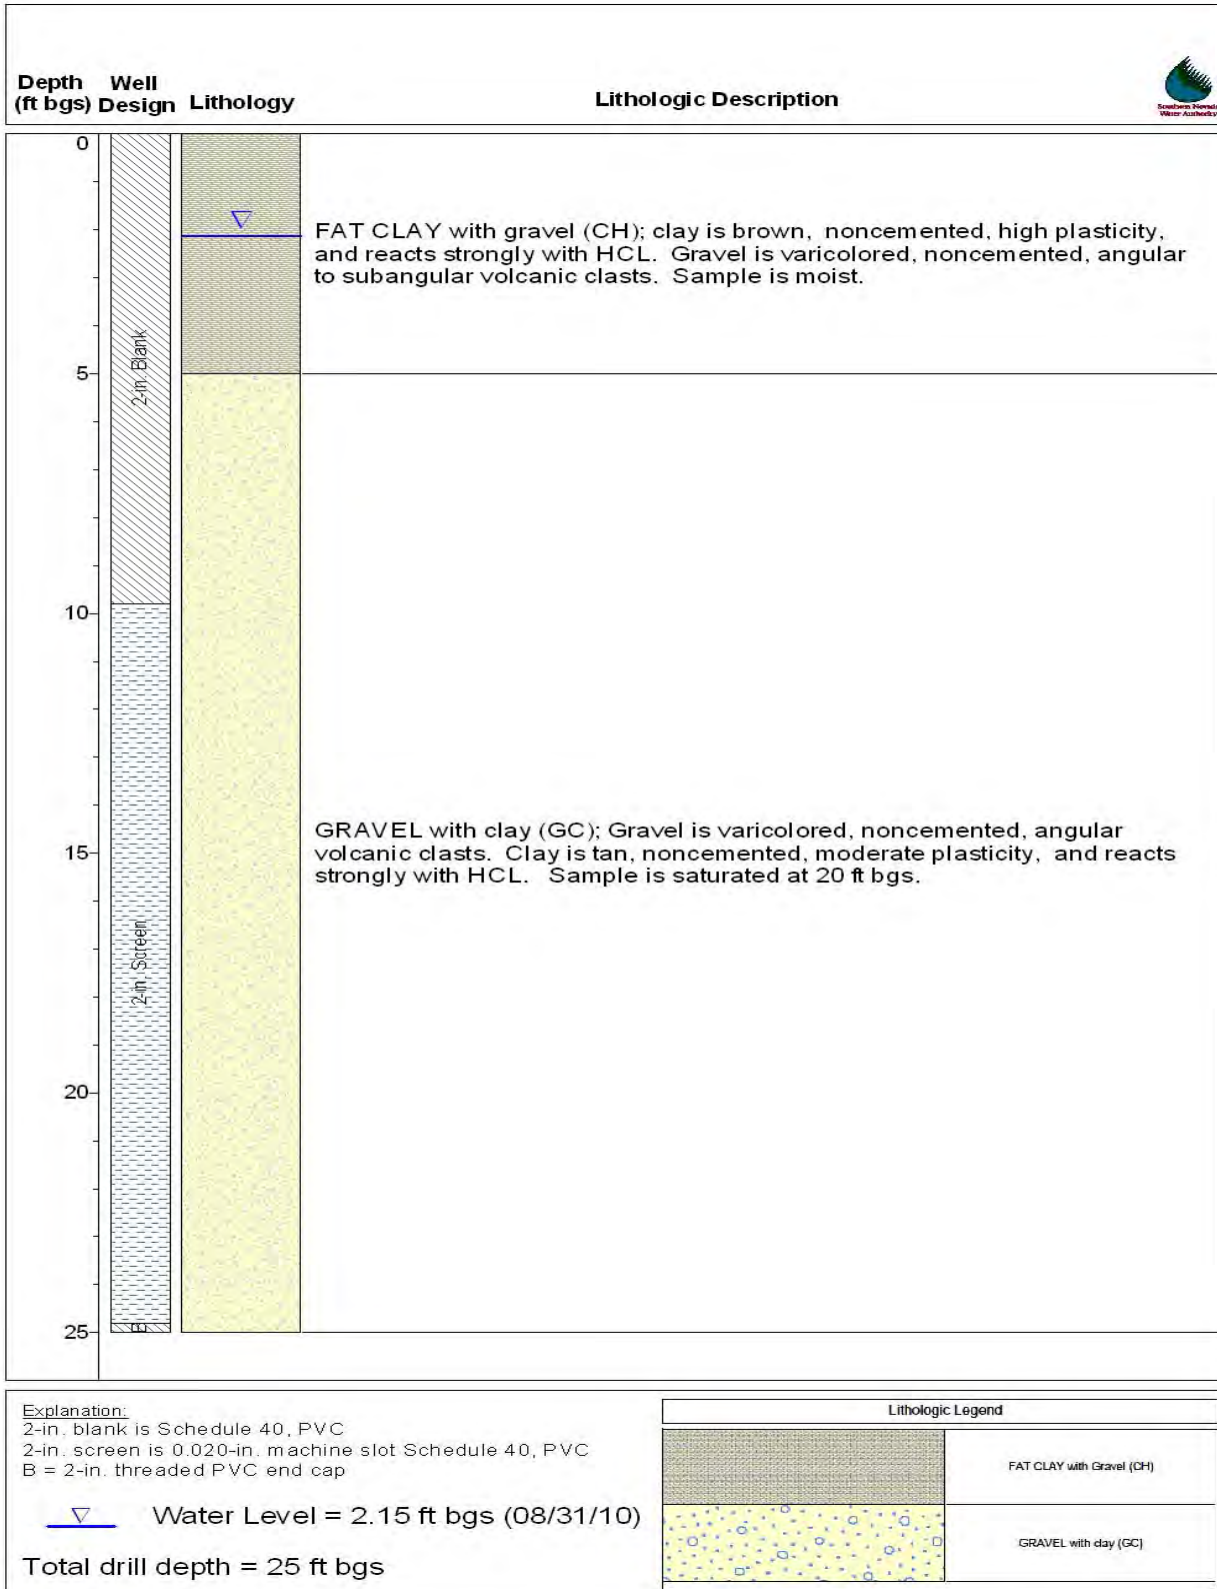 Depth
(ft bgs)
Well
Design
Lithology
Lithologic Description
Southern Nevada
Water Authority
0
5
10
15
20
25
2-in. Blank
2-in. Screen
B
FAT CLAY with gravel (CH); clay is brown, noncemented, high plasticity,
and reacts strongly with HCL. Gravel is varicolored, noncemented, angular
to subangular volcanic clasts. Sample is moist.
GRAVEL with clay (GC); Gravel is varicolored, noncemented, angular
volcanic clasts. Clay is tan, noncemented, moderate plasticity, and reacts
strongly with HCL. Sample is saturated at 20 ft bgs.
Explanation:
2-in. blank is Schedule 40, PVC
2-in. screen is 0.020-in. machine slot Schedule 40, PVC
B = 2-in. threaded PVC end cap
Water Level = 2.15 ft bgs (08/31/10)
Total drill depth = 25 ft bgs
Lithologic Legend
FAT CLAY with Gravel (CH)
GRAVEL with clay (GC)